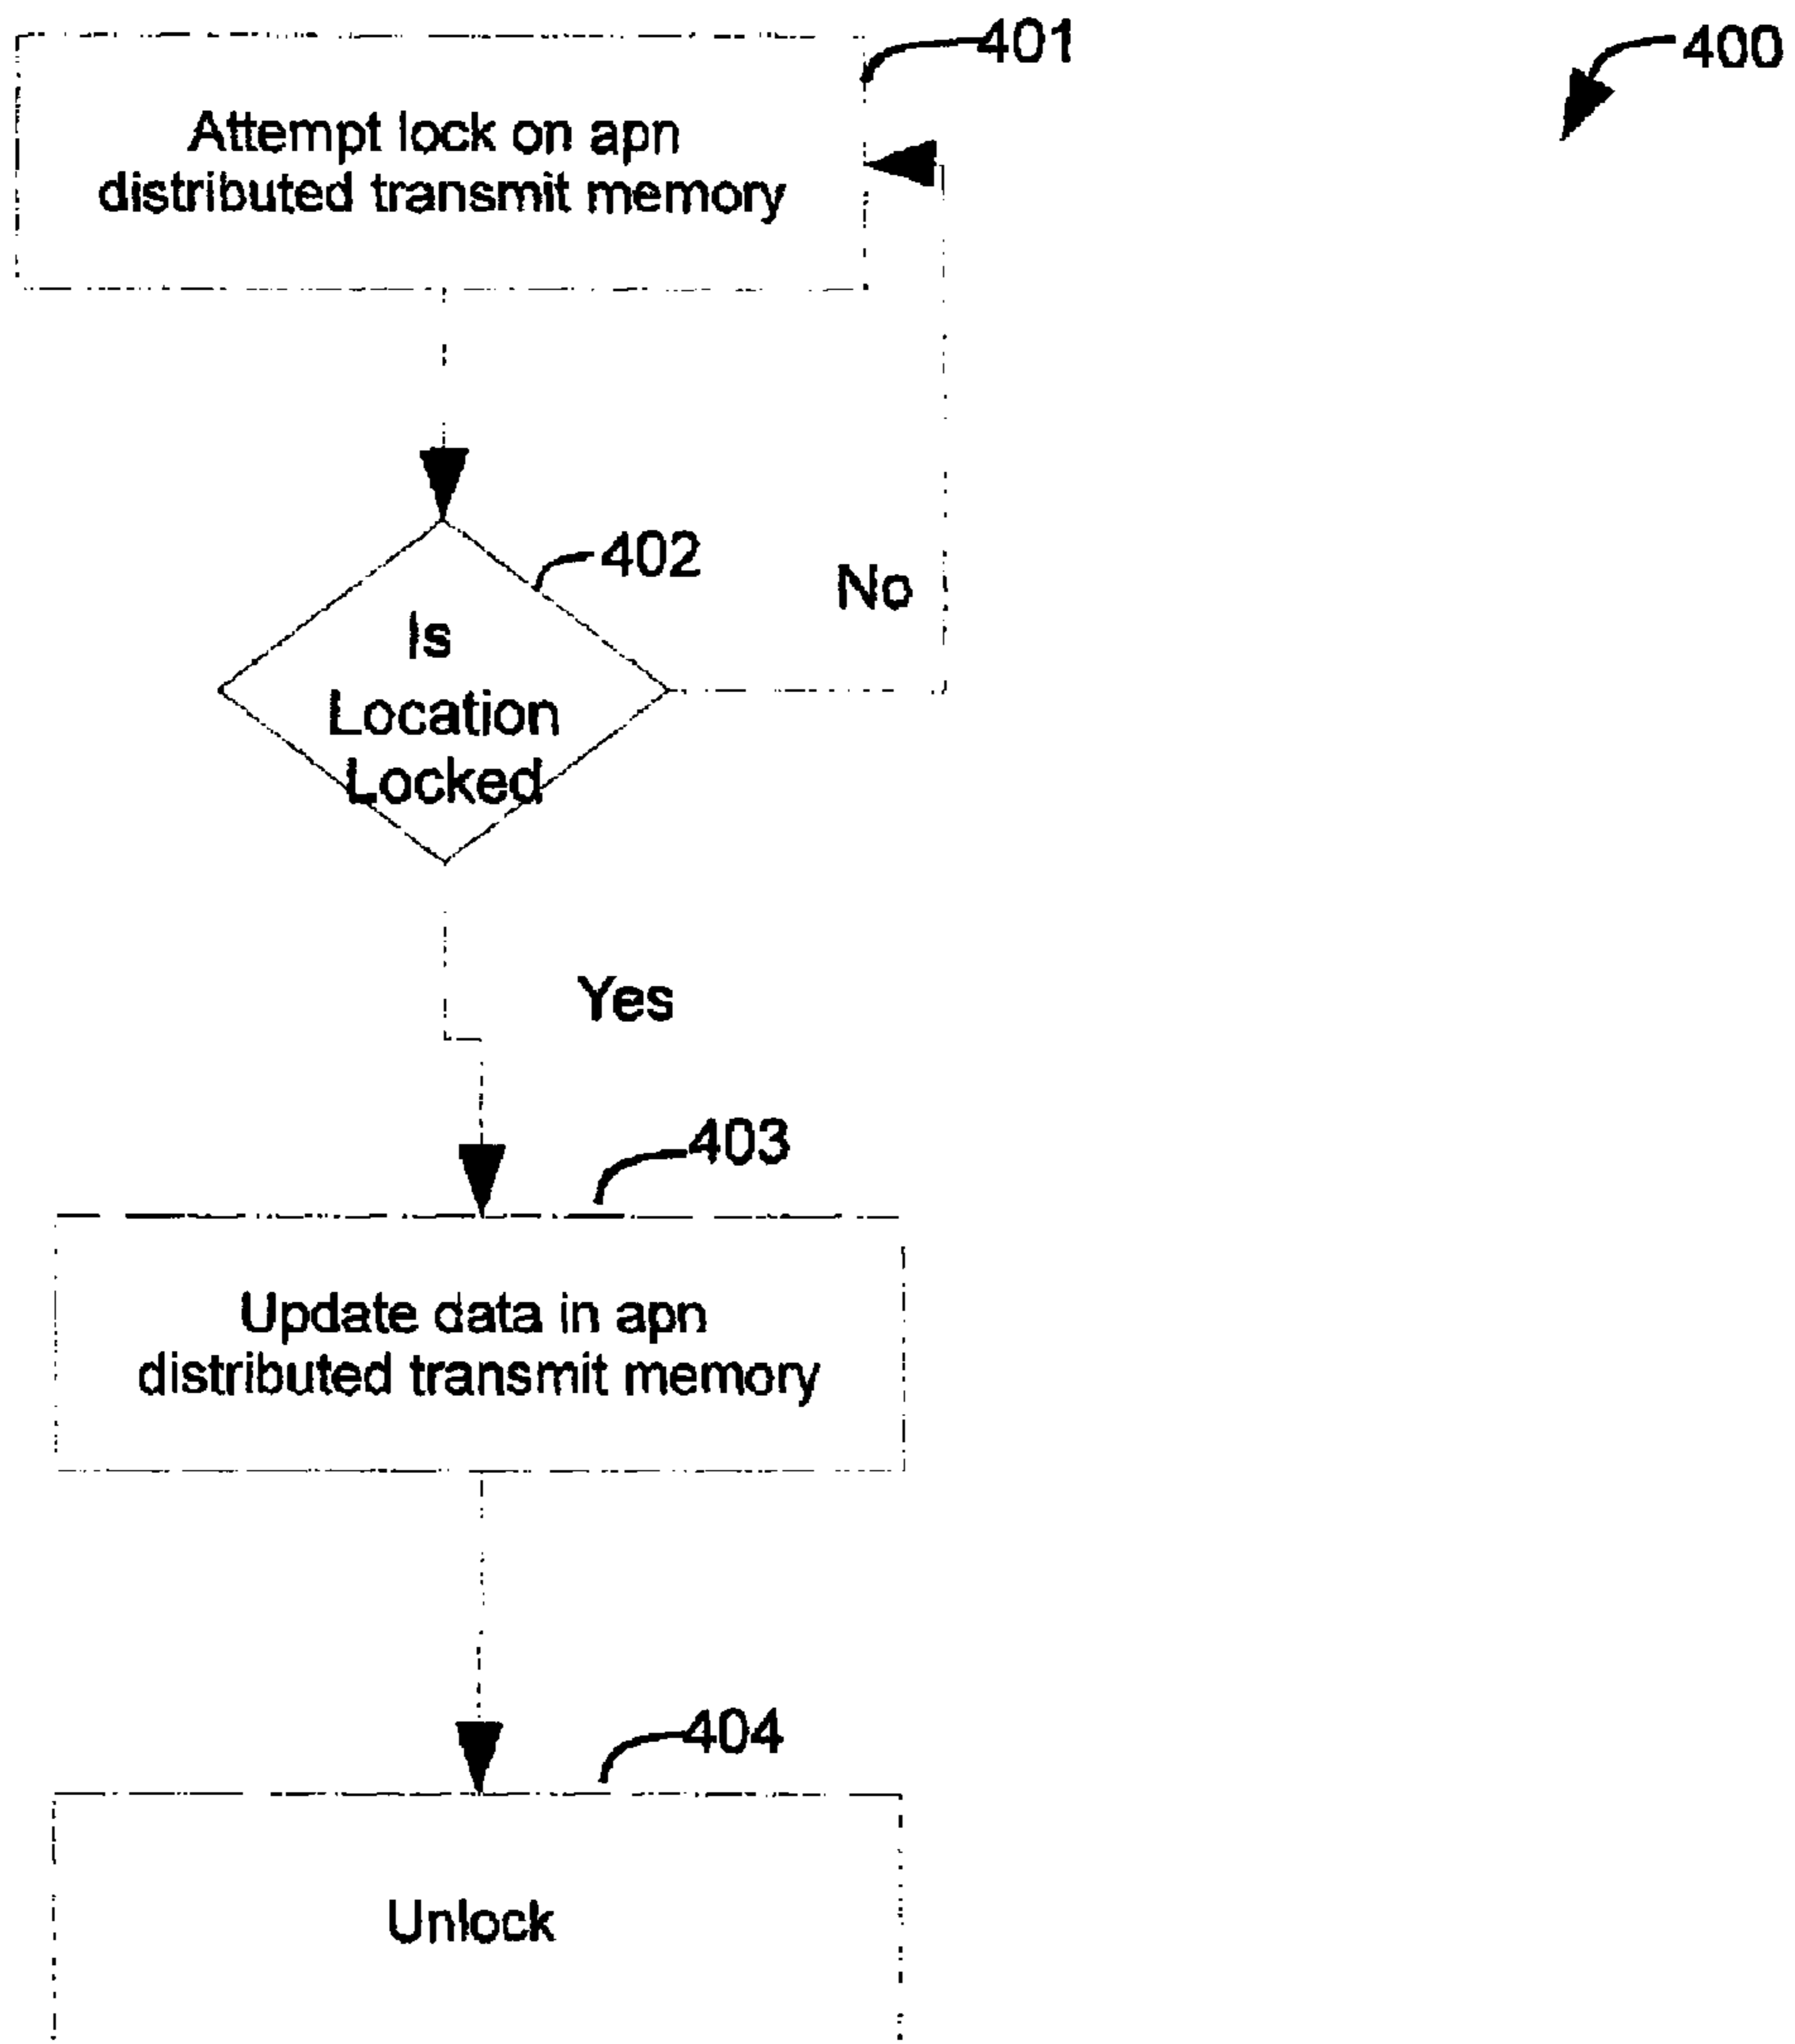 401
400
Attempt lock on apn
distributed transmit memory
402
No
Is
Location
Locked
Yes
403
Update data in apn
distributed transmit memory
404
Unlock